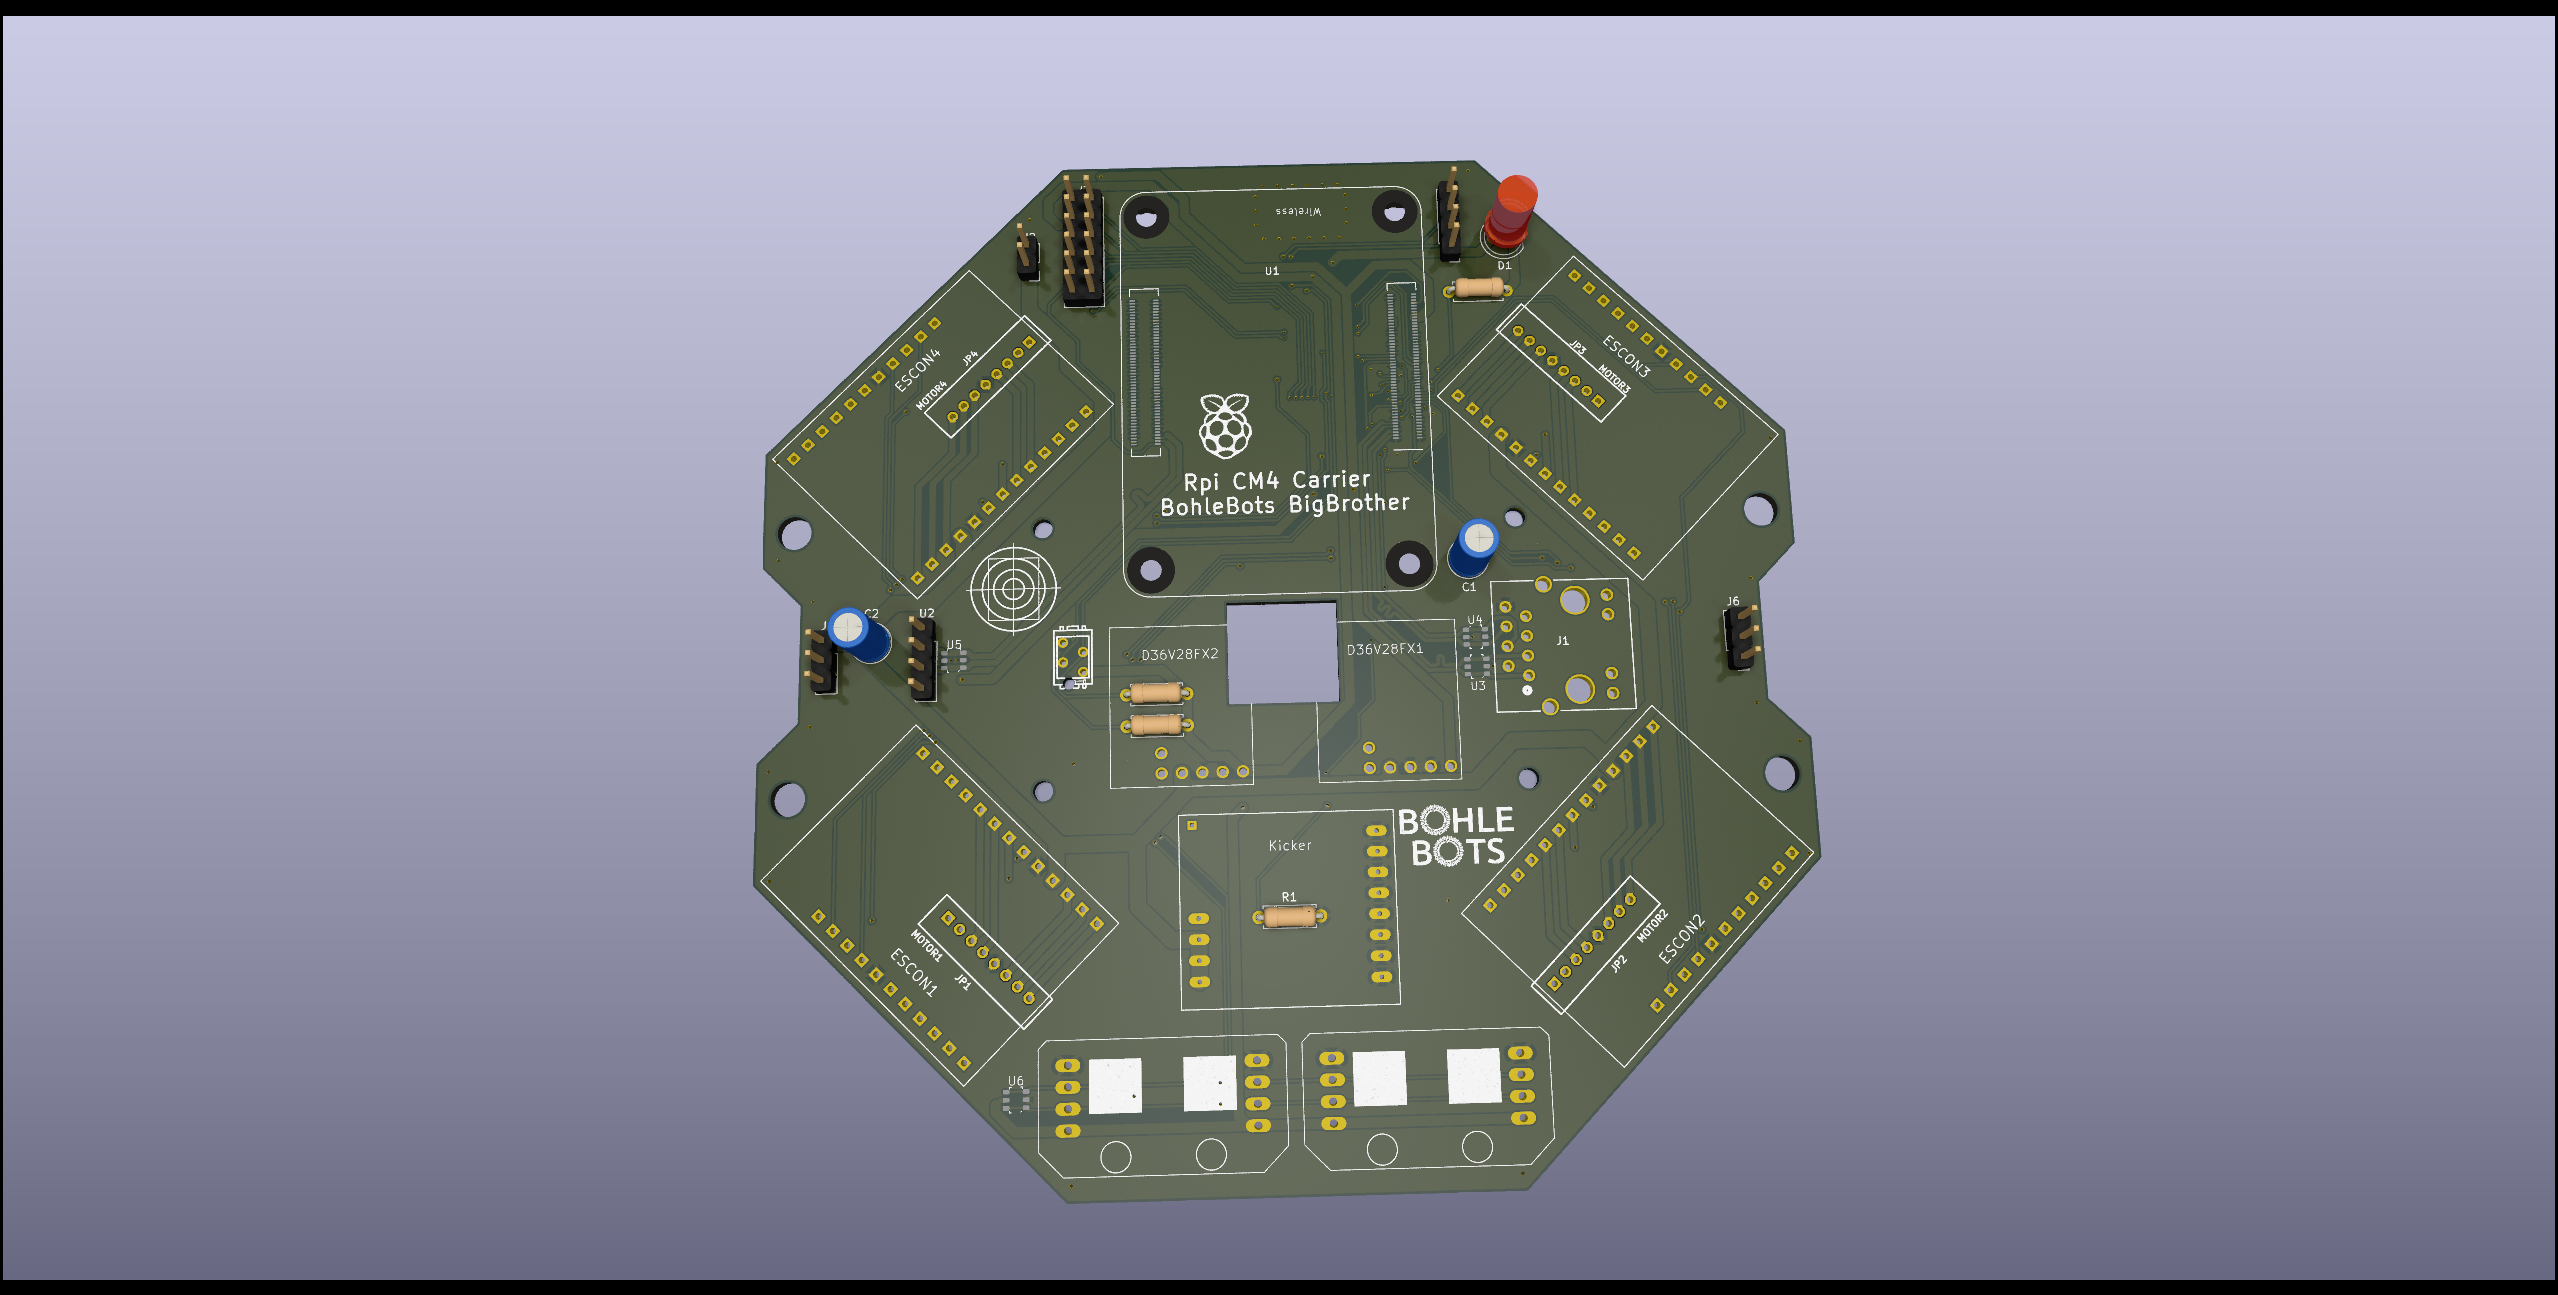 Wireless
U1
D1
ESCON4
JP4
MOTOR4
JP3
ESCON3
MOTOR3
Rpi CM4 Carrier
BohleBots BigBrother
C1
C2
U2
U5
D36V28FX2
D36V28FX1
U4
U3
J1
J6
BOHLE
BOTS
Kicker
R1
MOTOR1
JP1
ESCON1
MOTOR2
JP2
ESCON2
U6